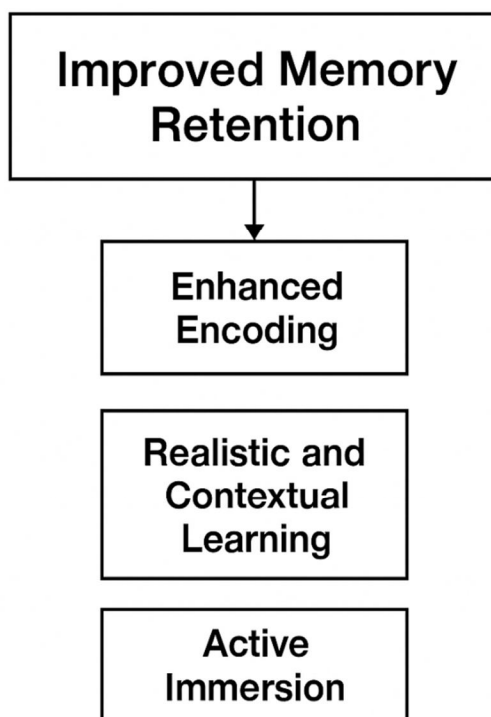 Improved Memory
Retention
Enhanced
Encoding
Realistic and
Contextual
Learning
Active
Immersion